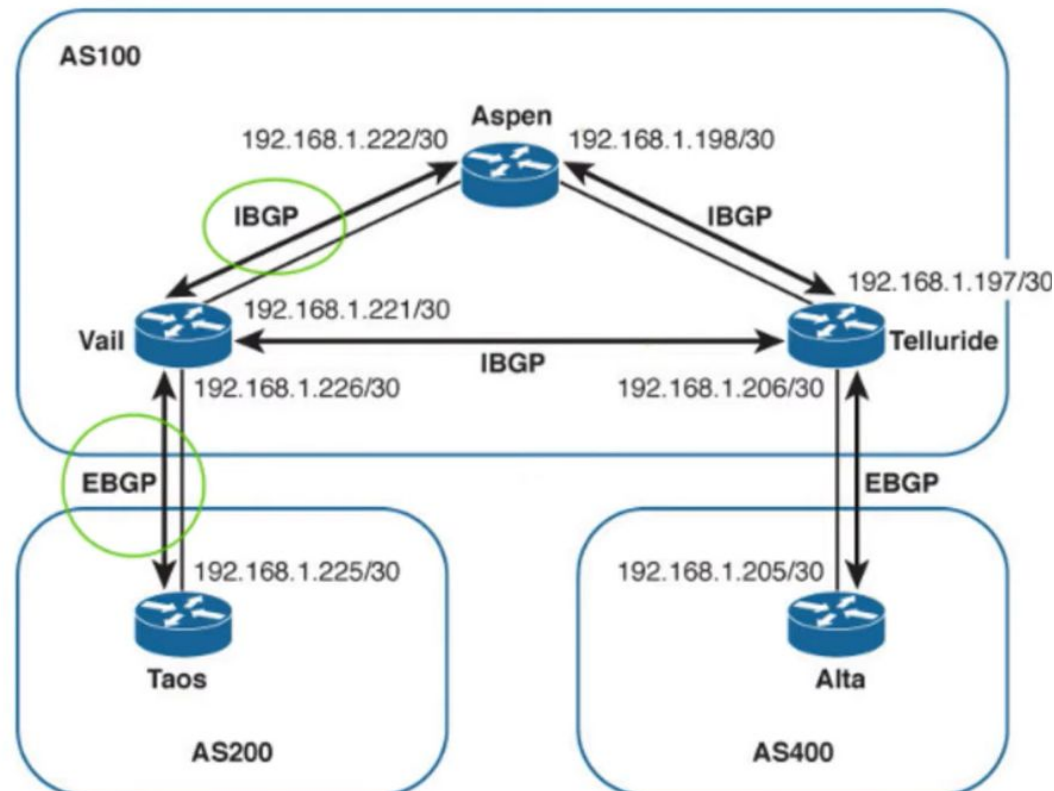 AS100
Aspen
192.168.1.222/30
192.168.1.198/30
IBGP
IBGP
192.168.1.197/30
192.168.1.221/30
Vail
Telluride
IBGP
192.168.1.226/30
192.168.1.206/30
EBGP
EBGP
192.168.1.225/30
192.168.1.205/30
Taos
Alta
AS200
AS400